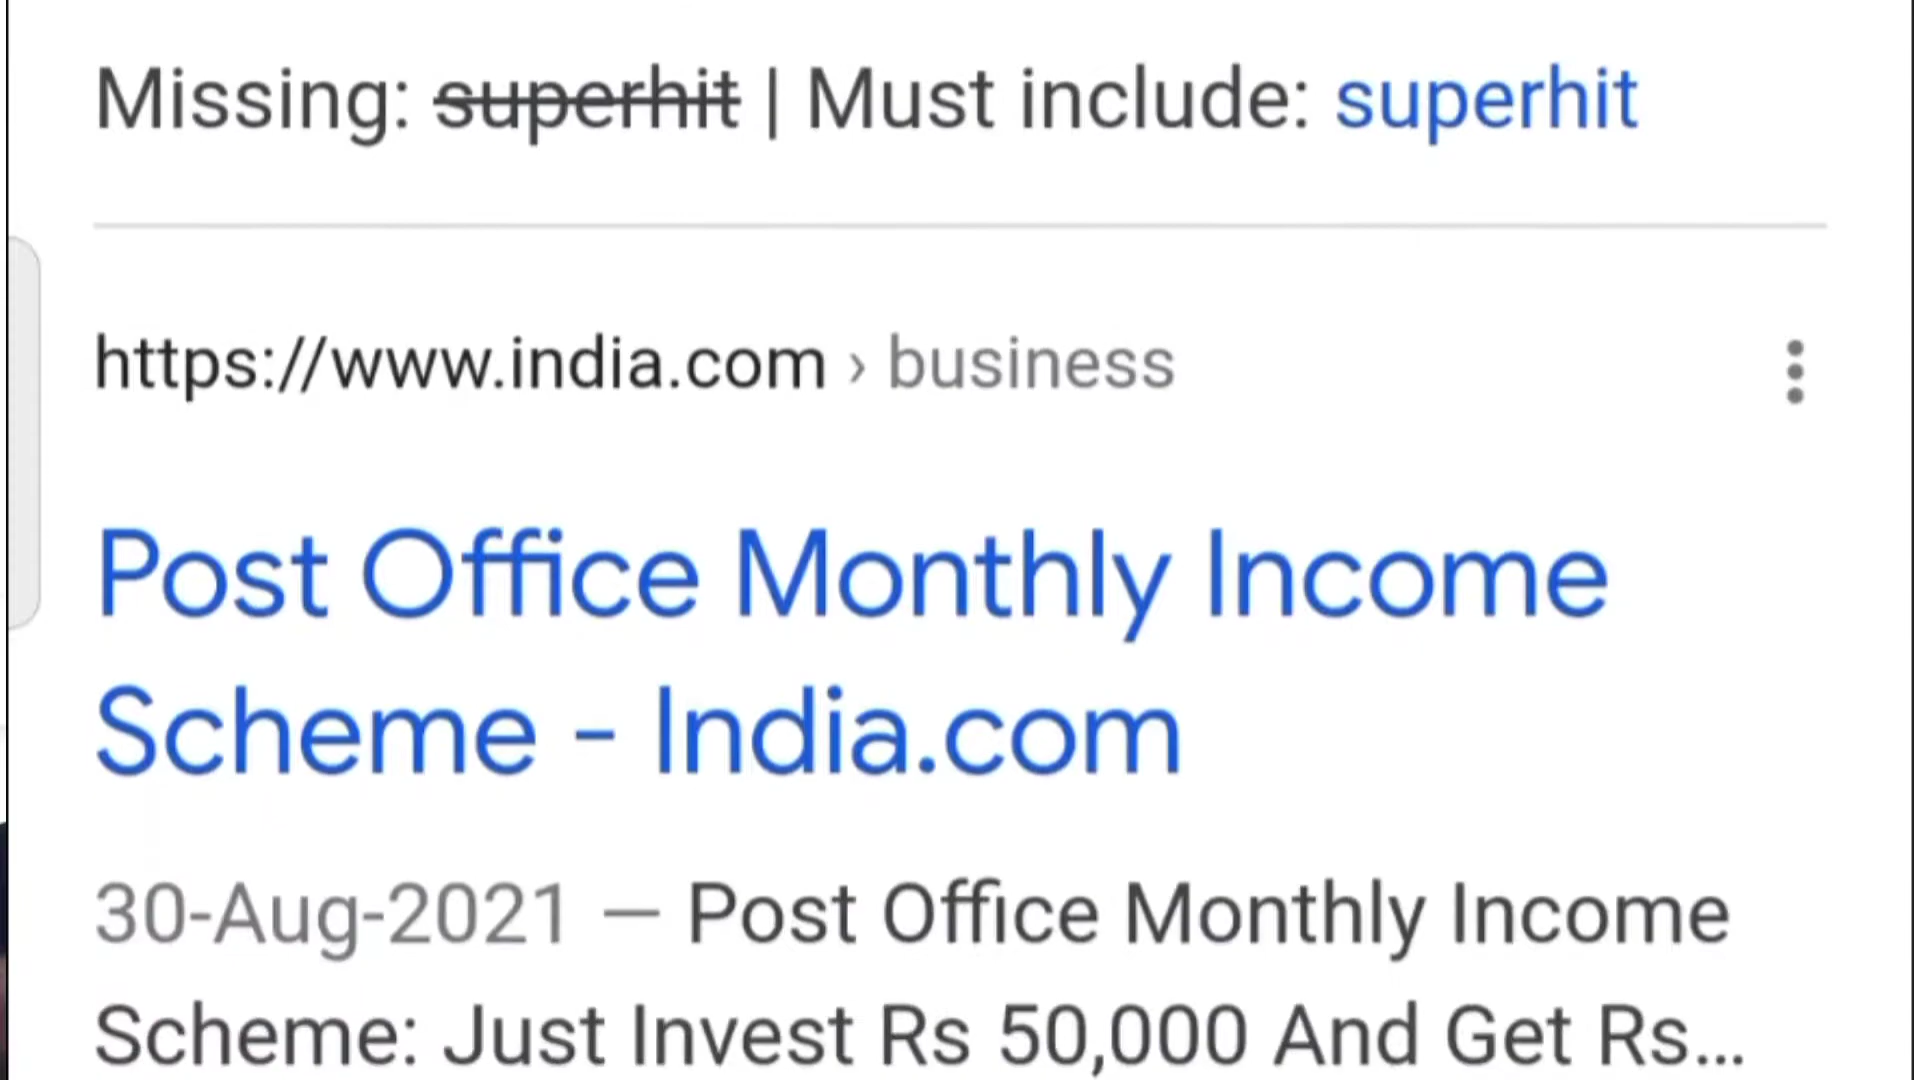 Missing: superhit | Must include: superhit
https://www.india.com › business
Post Office Monthly Income
Scheme - India.com
30-Aug-2021 — Post Office Monthly Income
Scheme: Just Invest Rs 50,000 And Get Rs...